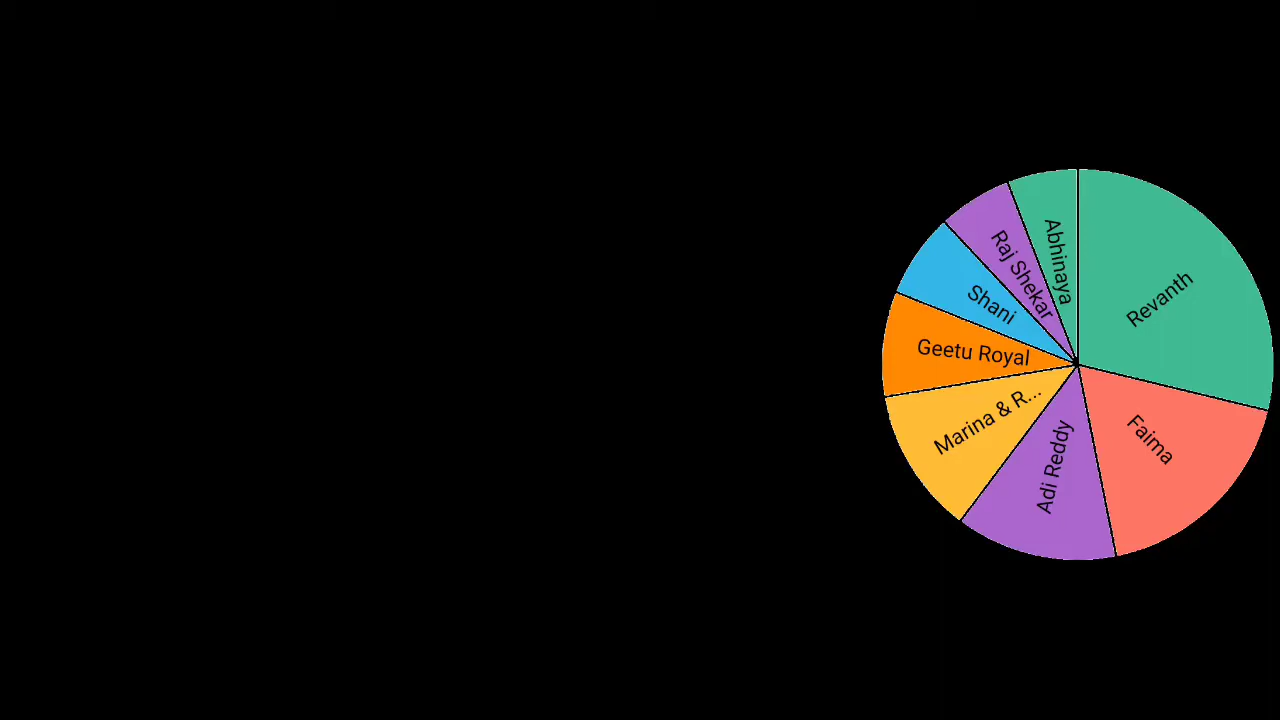 Revanth
Faima
Adi Reddy
Marina & R...
Geetu Royal
Shani
Raj Shekar
Abhinaya